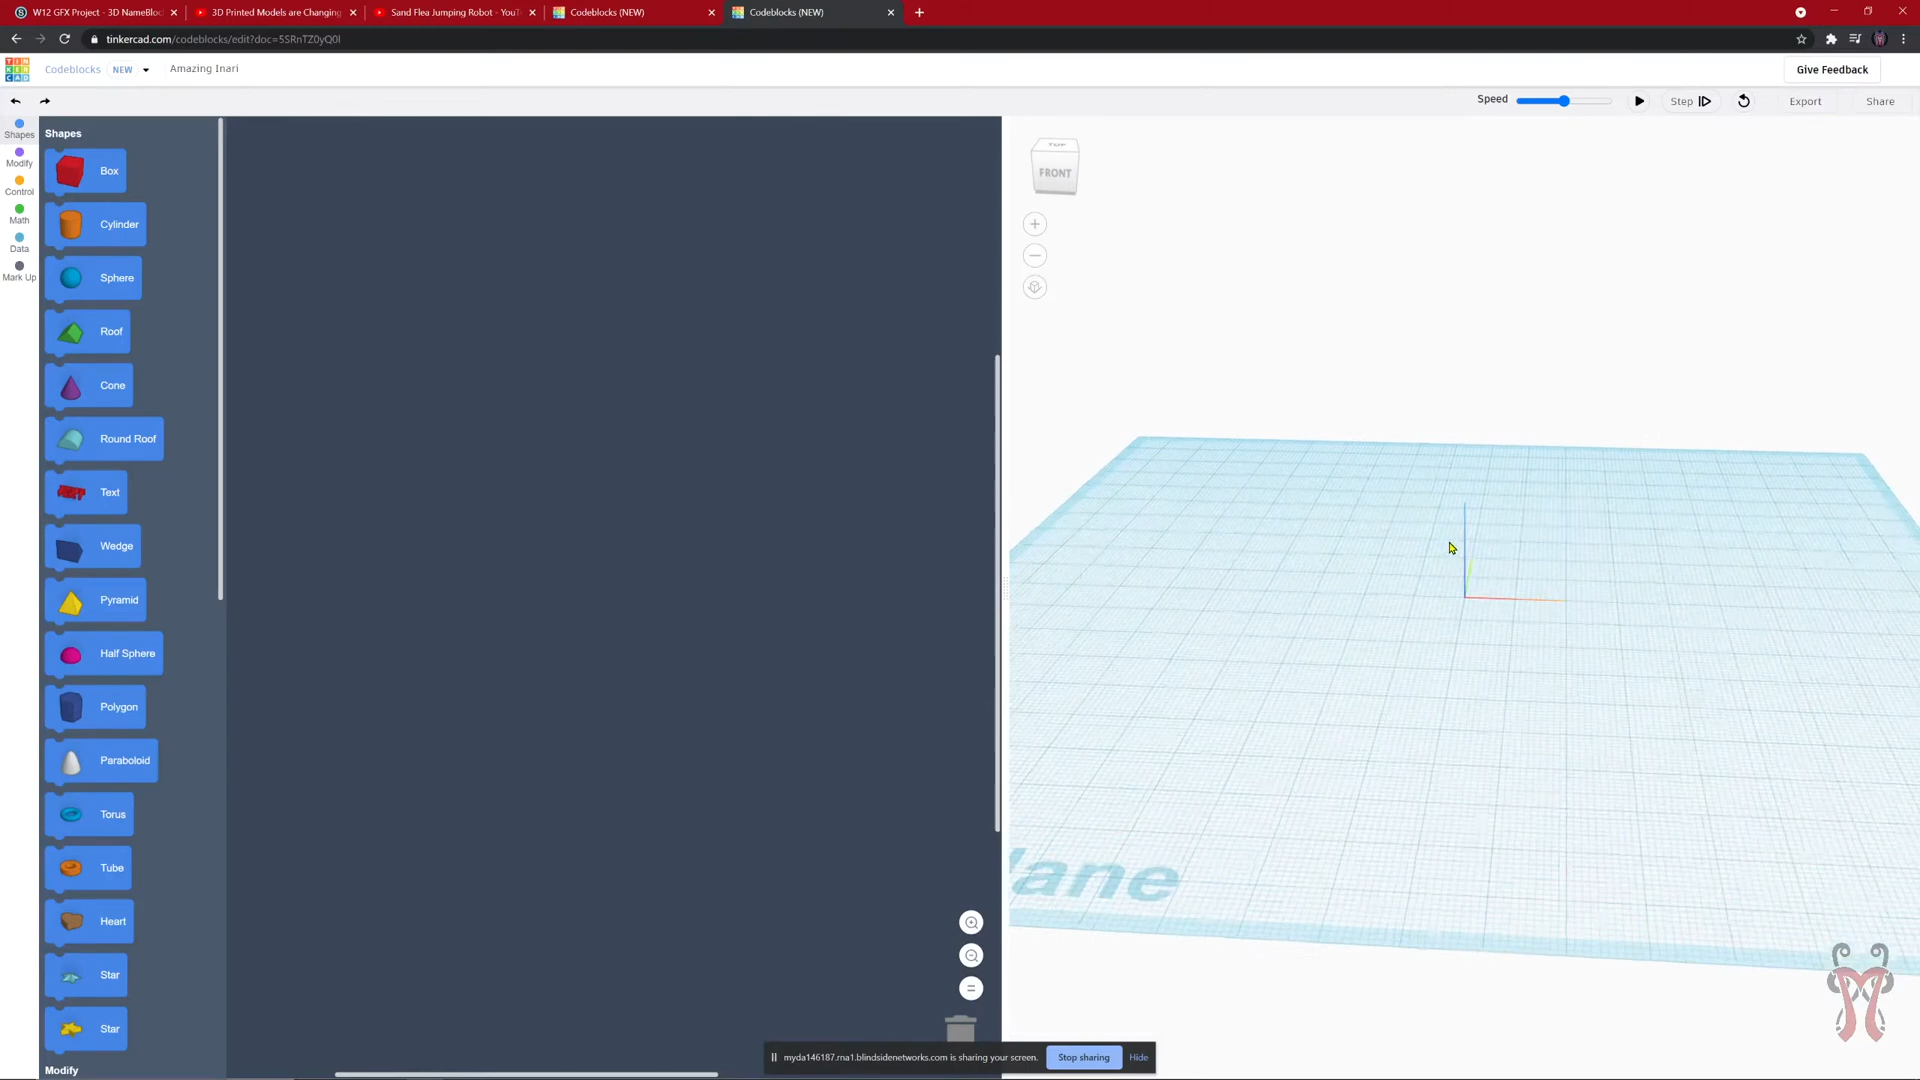 W12 GFX Project - 3D NameBloc
3D Printed Models are Changing
Sand Flea Jumping Robot - YouT
Codeblocks (NEW)
Codeblocks (NEW)
tinkercad.com/codeblocks/edit?doc=5SRnTZ0yQ0l
TIN
KER
CAD
Codeblocks
NEW
Amazing Inari
Give Feedback
Speed
Step
Export
Share
Shapes
Modify
Control
Math
Data
Mark Up
Shapes
Box
Cylinder
Sphere
Roof
Cone
Round Roof
Text
Wedge
Pyramid
Half Sphere
Polygon
Paraboloid
Torus
Tube
Heart
Star
Star
Modify
TOP
FRONT
lane
myda146187.rna1.blindsidenetworks.com is sharing your screen.
Stop sharing
Hide